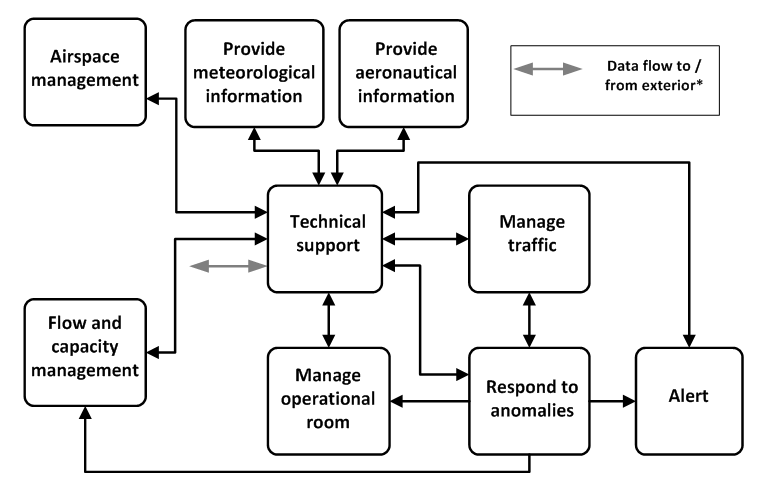 Airspace
management
Provide
meteorological
information
Provide
aeronautical
information
Data flow to /
from exterior*
Technical
support
Manage
traffic
Flow and
capacity
management
Manage
operational
room
Respond to
anomalies
Alert